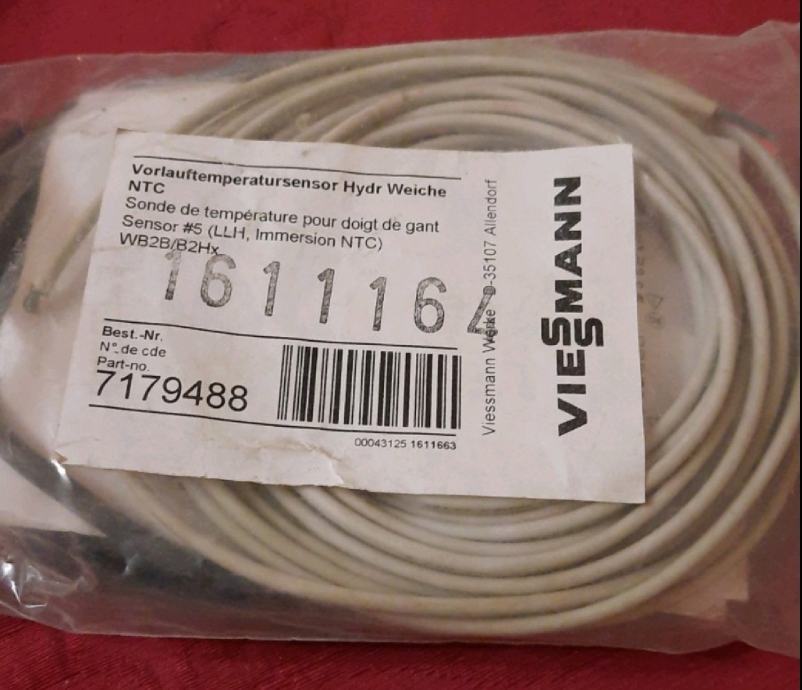 Vorlauftemperatursensor Hydr Weiche
NTC
Sonde de température pour doigt de gant
Sensor #5 (LLH, Immersion NTC)
WB2B/B2Hx
1611164
Best.-Nr.
N° de cde
Part-no.
7179488
00043125 1611663
Viessmann Werke D-35107 Allendorf
VIESSMANN